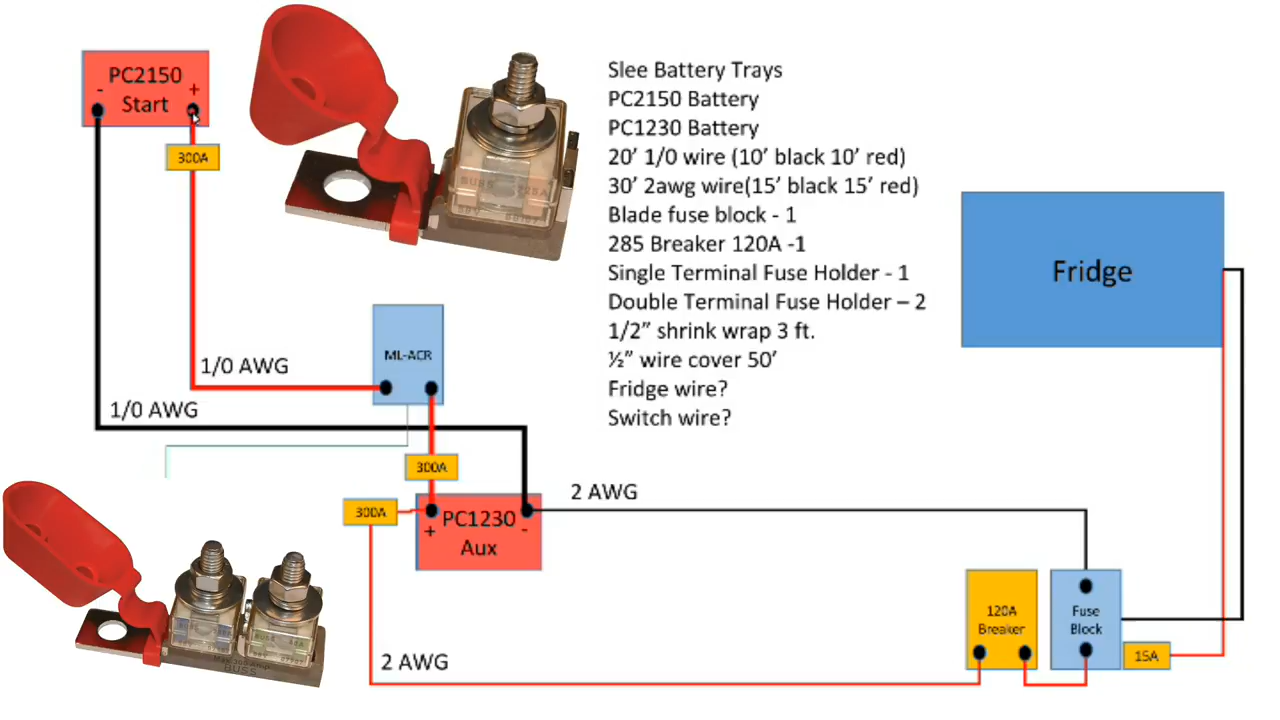 PC2150
Start
-
+
300A
Slee Battery Trays
PC2150 Battery
PC1230 Battery
20’ 1/0 wire (10’ black 10’ red)
30’ 2awg wire(15’ black 15’ red)
Blade fuse block - 1
285 Breaker 120A -1
Single Terminal Fuse Holder - 1
Double Terminal Fuse Holder – 2
1/2” shrink wrap 3 ft.
½” wire cover 50’
Fridge wire?
Switch wire?
Fridge
ML-ACR
1/0 AWG
1/0 AWG
300A
300A
PC1230
+
-
Aux
2 AWG
120A
Breaker
Fuse
Block
15A
2 AWG
BUSS
BUSS